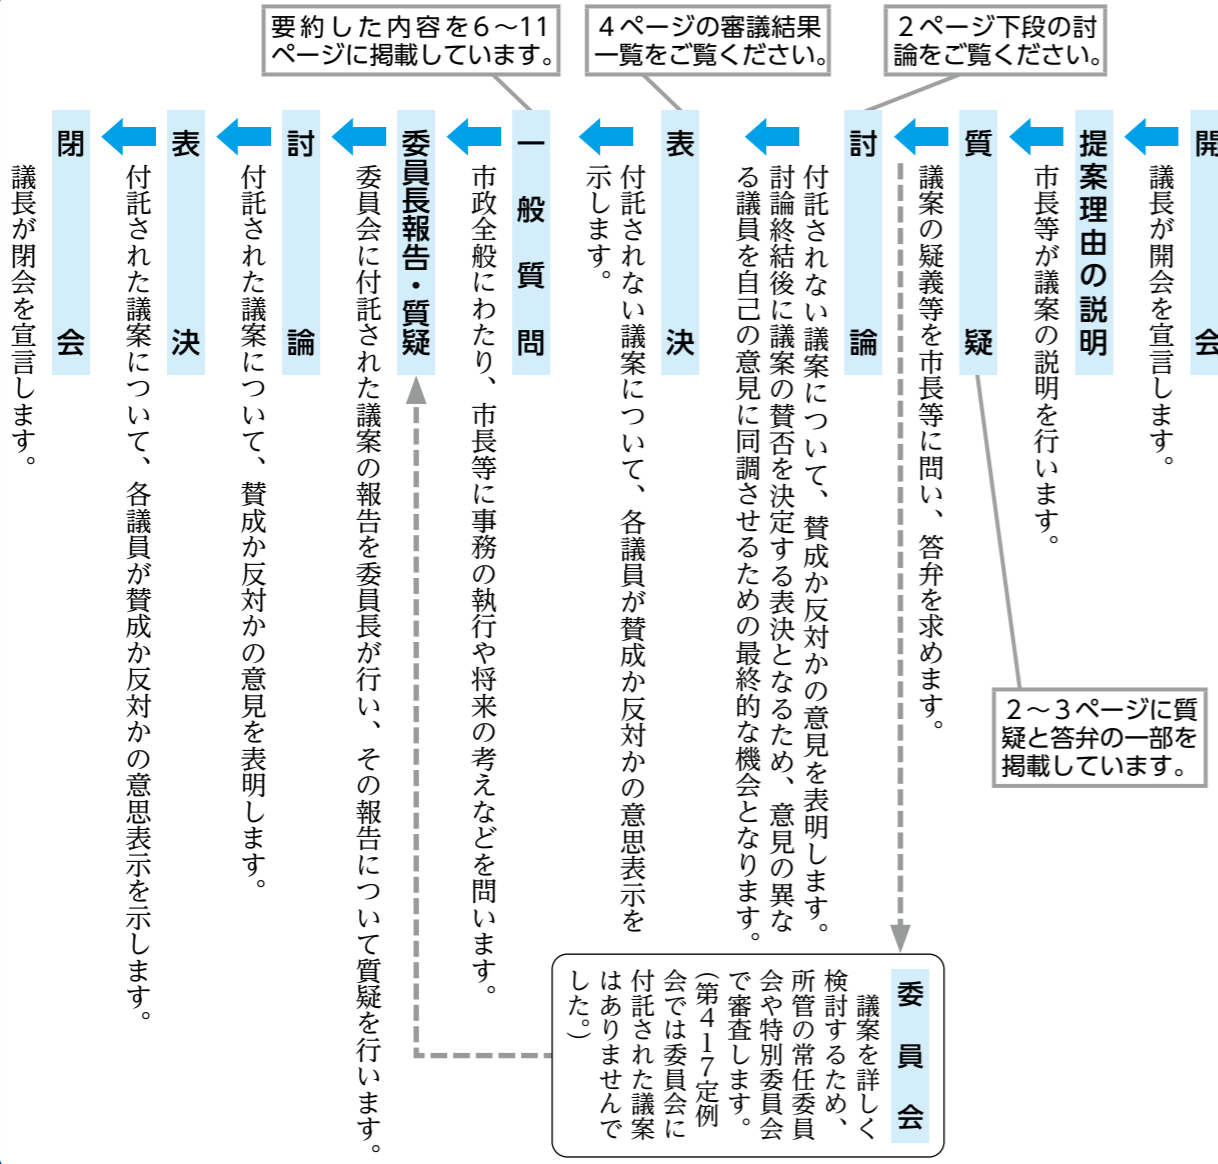 要約した内容を6～11
ページに掲載しています。
4ページの審議結果
一覧をご覧ください。
2ページ下段の討
論をご覧ください。
開会
議長が開会を宣言します。
提案理由の説明
市長等が議案の説明を行います。
質疑
議案の疑義等を市長等に問い、答弁を求めます。
2～3ページに質
疑と答弁の一部を
掲載しています。
討論
付託されない議案について、賛成か反対かの意見を表明します。
討論終結後に議案の賛否を決定する表決となるため、意見の異な
る議員を自己の意見に同調させるための最終的な機会となります。
表決
付託されない議案について、各議員が賛成か反対かの意思表示を
示します。
一般質問
市政全般にわたり、市長等に事務の執行や将来の考えなどを問います。
委員会
議案を詳しく
検討するため、
所管の常任委員
会や特別委員会
で審査します。
（第417定例
会では委員会に
付託された議案
はありませんで
した。）
委員長報告・質疑
委員会に付託された議案の報告を委員長が行い、その報告について質疑を行います。
討論
付託された議案について、賛成か反対かの意見を表明します。
表決
付託された議案について、各議員が賛成か反対かの意思表示を示します。
閉会
議長が閉会を宣言します。